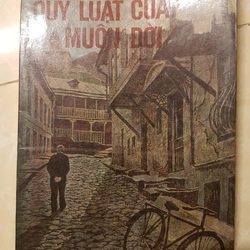 QUY LUẬT CỦA
MUÔN ĐỜI